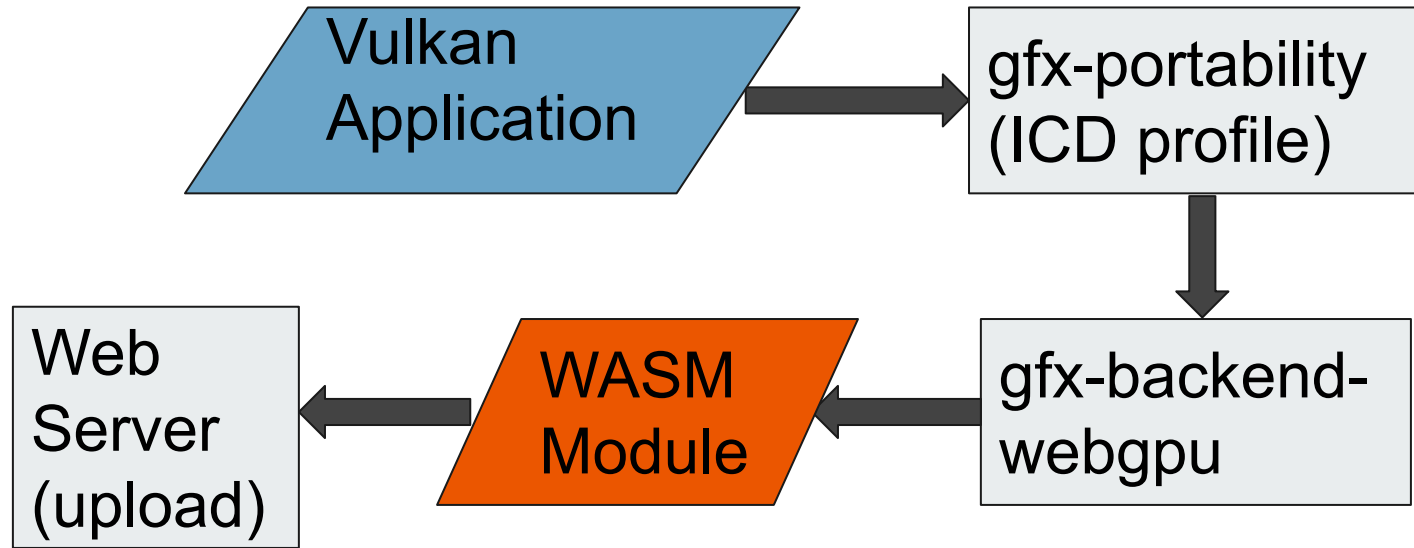 Vulkan
Application
gfx-portability
(ICD profile)
gfx-backend-
webgpu
WASM
Module
Web
Server
(upload)